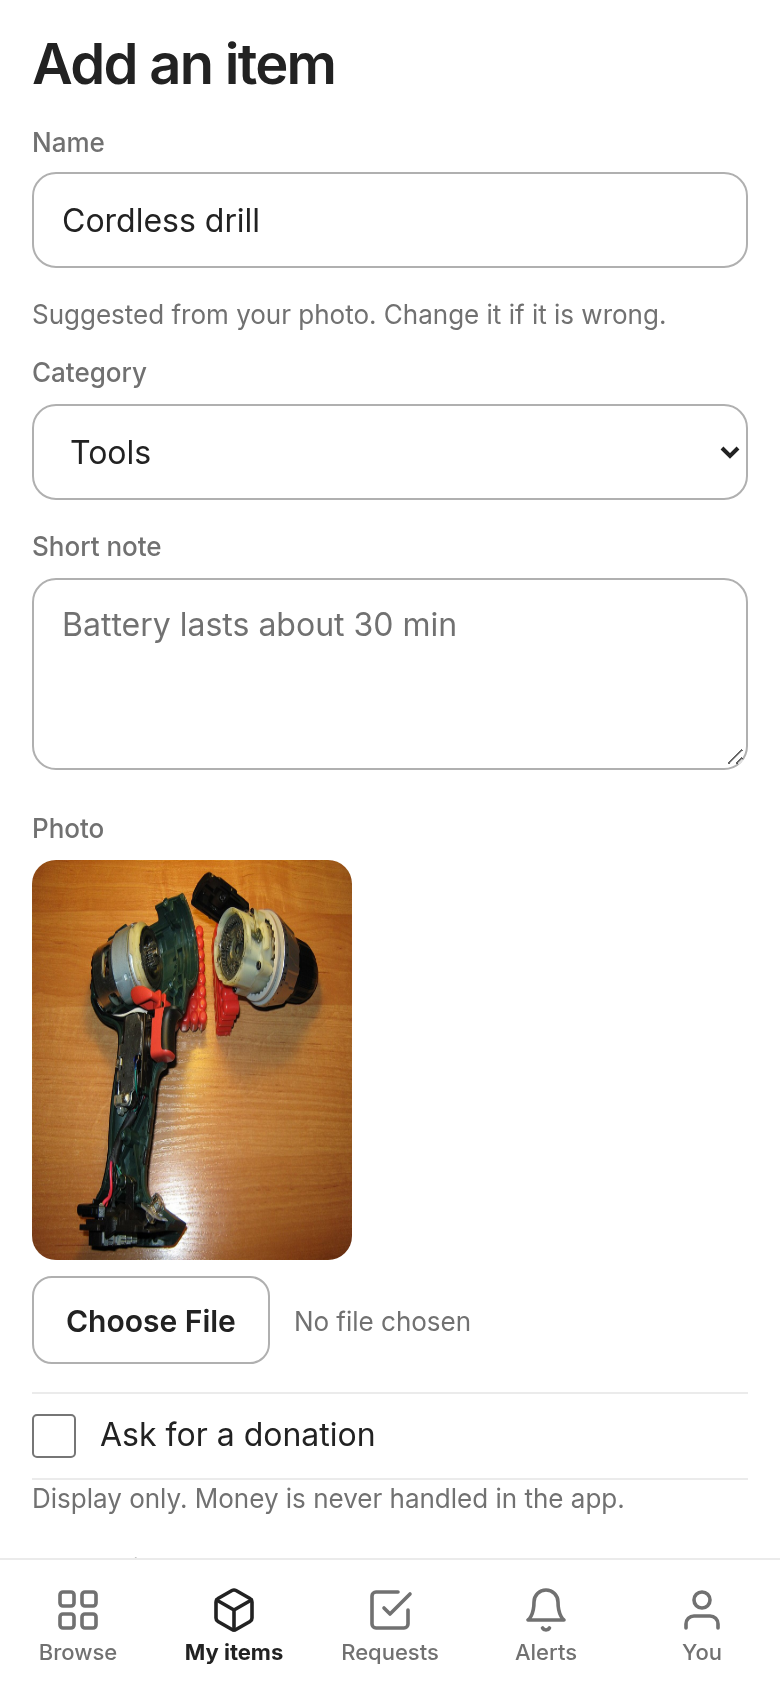 Add an item
Name
Cordless drill
Suggested from your photo. Change it if it is wrong.
Category
Tools
Short note
Battery lasts about 30 min
Photo
Choose File No file chosen
Ask for a donation
Display only. Money is never handled in the app.
Browse My items Requests Alerts You